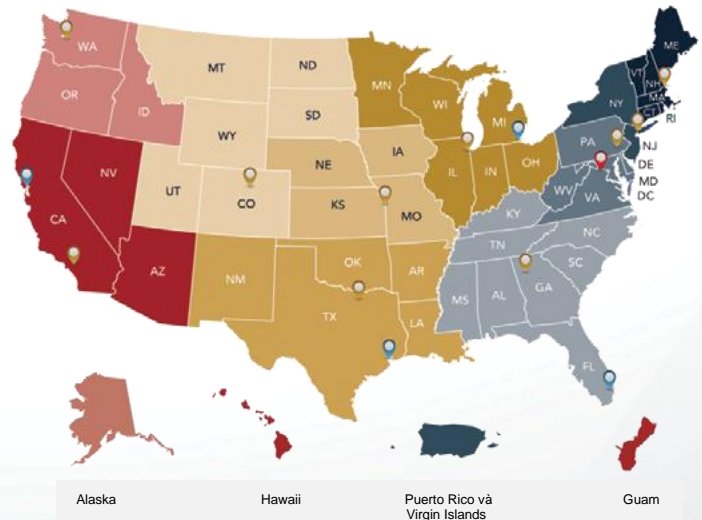 WA
OR
ID
MT
ND
SD
WY
NE
UT
CO
KS
NV
CA
AZ
NM
OK
TX
AR
LA
MN
WI
MI
IA
IL
IN
OH
MO
KY
TN
NC
SC
MS
AL
GA
FL
WV
VA
PA
NY
VT
NH
ME
MA
CT
RI
NJ
DE
MD
DC
Alaska
Hawaii
Puerto Rico và
Virgin Islands
Guam